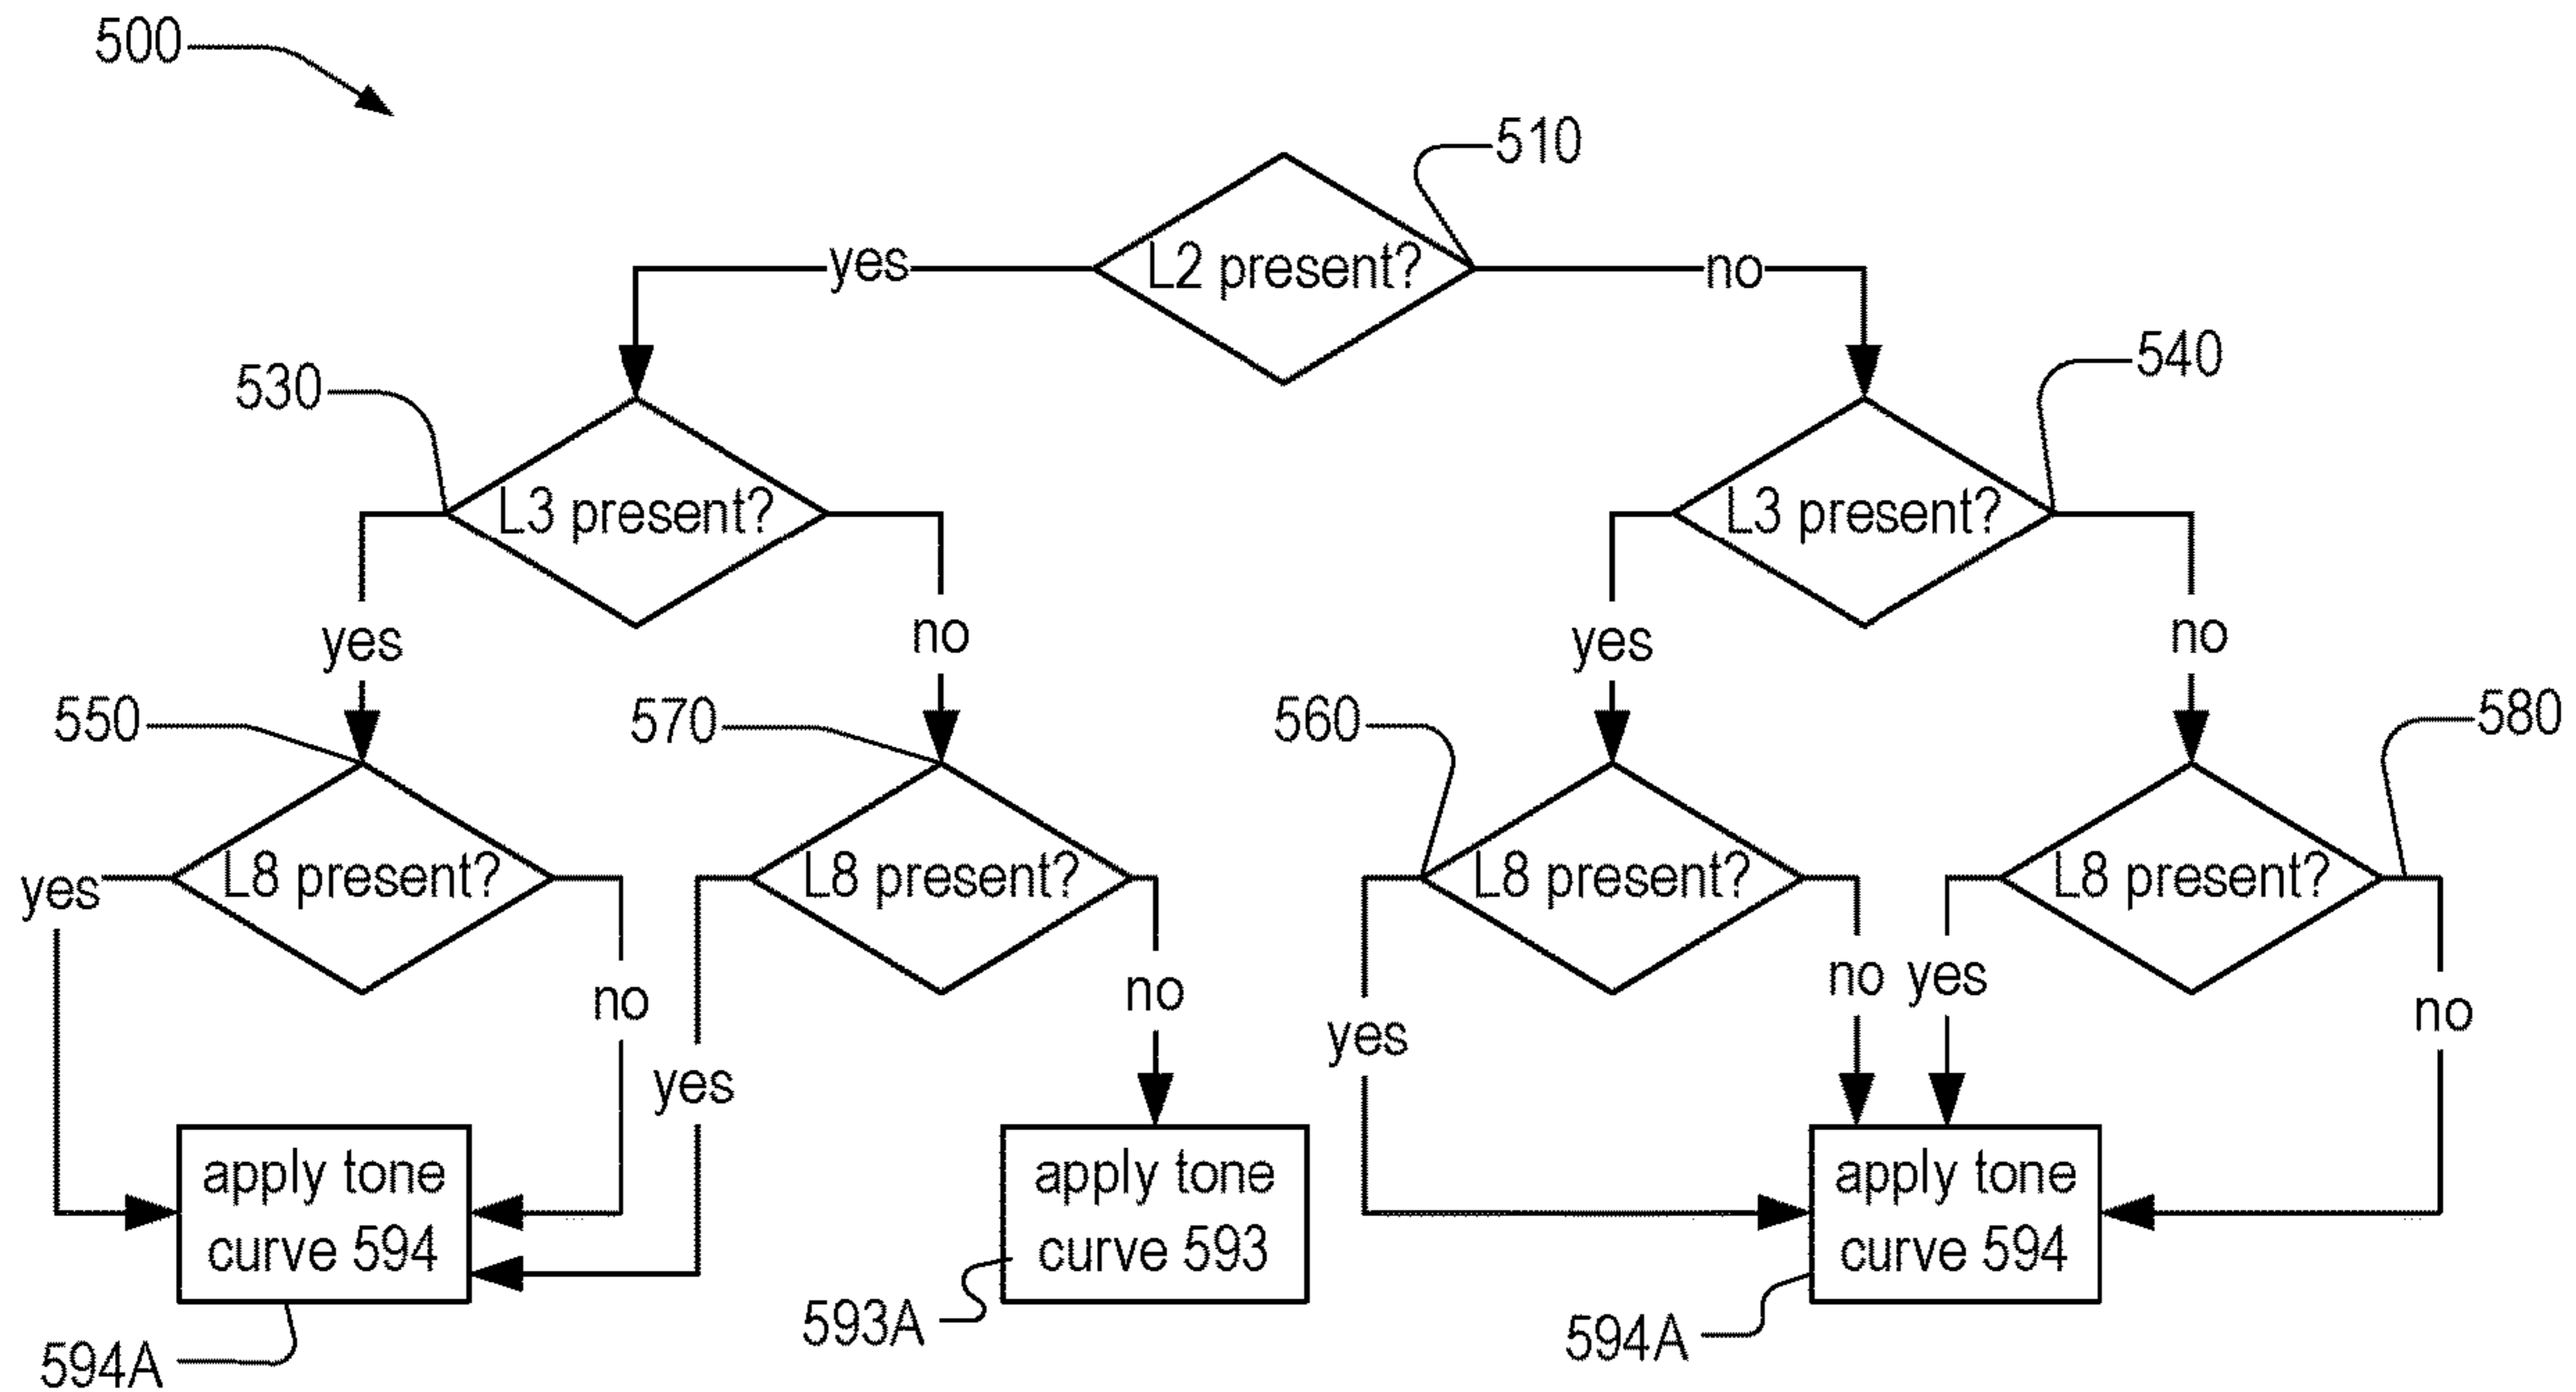 500
510
L2 present?
yes
no
530
540
L3 present?
L3 present?
yes
no
yes
no
550
570
560
580
L8 present?
L8 present?
L8 present?
L8 present?
yes
no
yes
no
yes
no
yes
no
apply tone
curve 594
apply tone
curve 593
apply tone
curve 594
594A
593A
594A